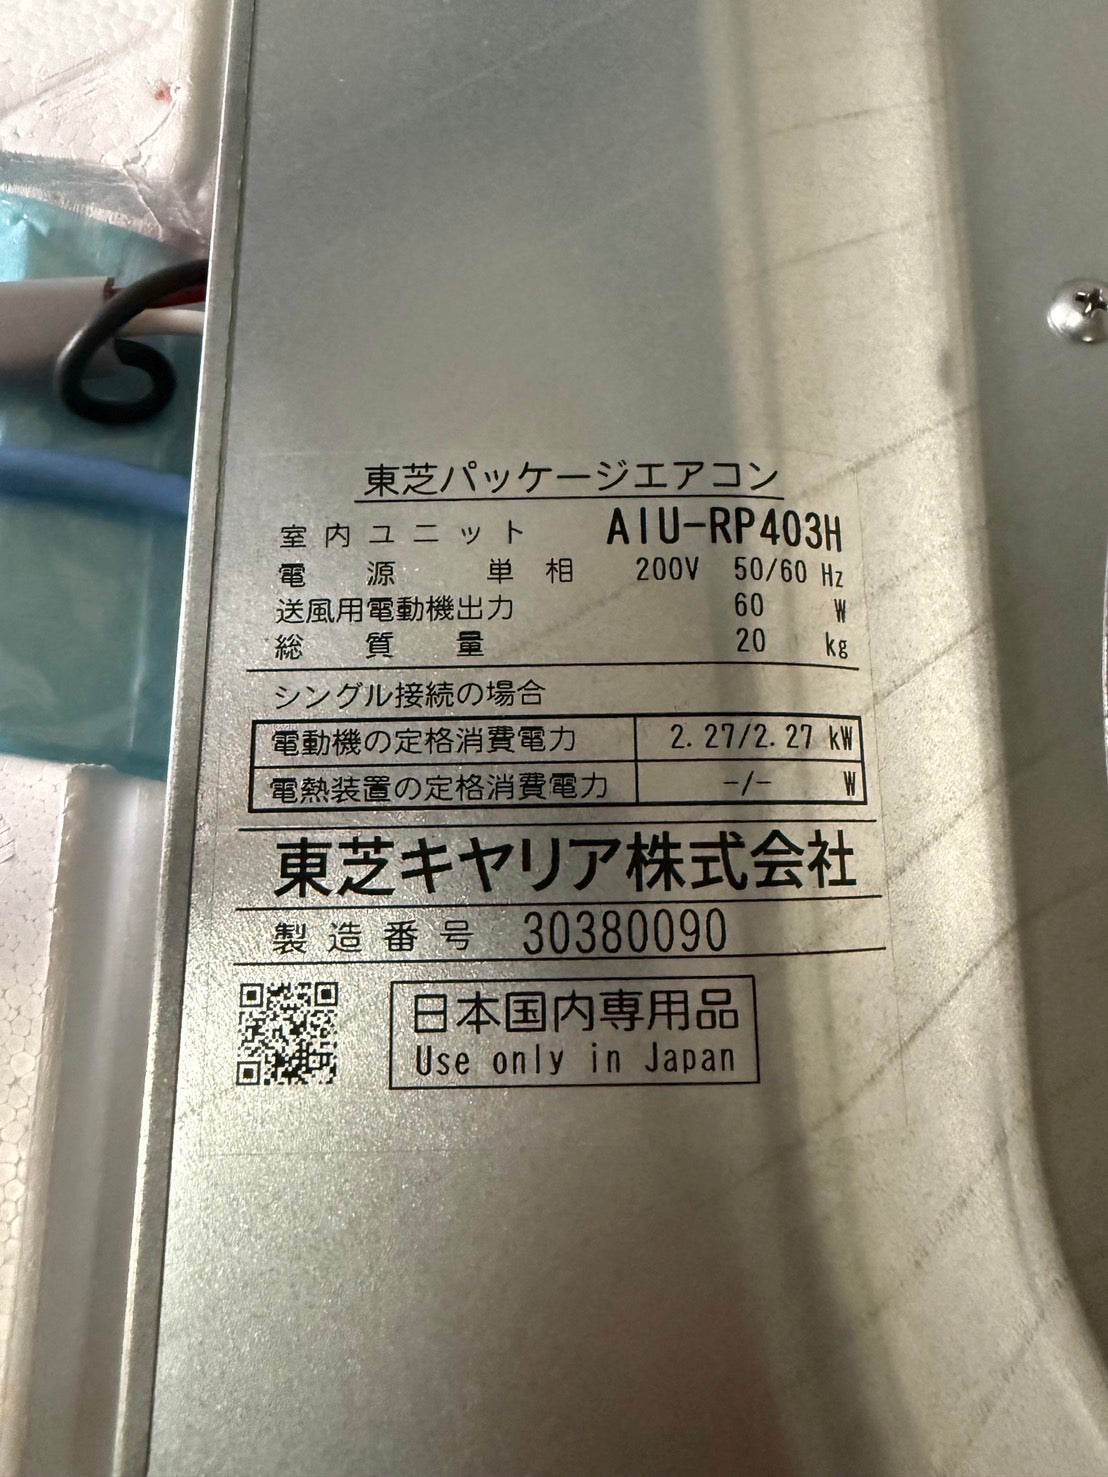 東芝パッケージエアコン
室内ユニット AIU-RP403H
電源 単相 200V 50/60 Hz
送風用電動機出力 60 W
総質量 20 kg
シングル接続の場合
電動機の定格消費電力 2.27/2.27 kW
電熱装置の定格消費電力 -/- W
東芝キヤリア株式会社
製造番号 30380090
日本国内専用品
Use only in Japan